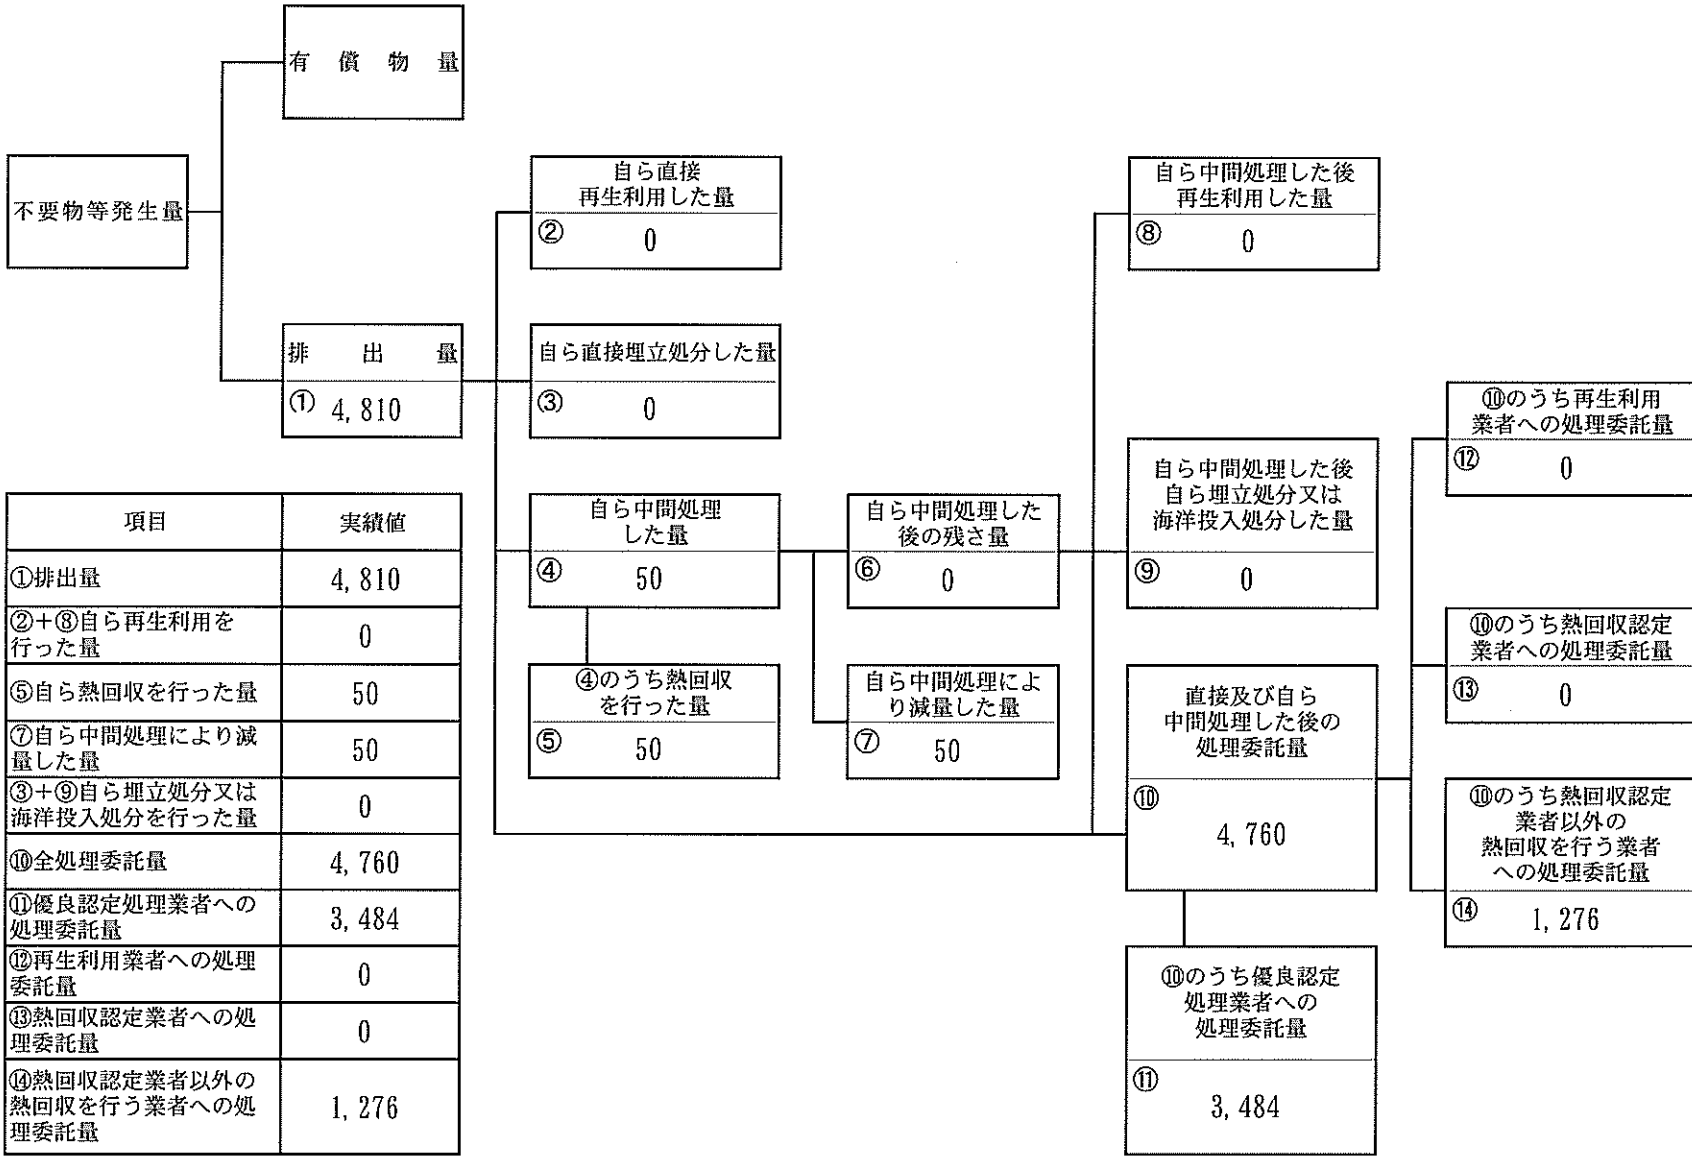 有償物量
不要物等発生量
排出量
① 4,810
自ら直接
再生利用した量
② 0
自ら直接埋立処分した量
③ 0
自ら中間処理
した量
④ 50
④のうち熱回収
を行った量
⑤ 50
自ら中間処理した
後の残さ量
⑥ 0
自ら中間処理によ
り減量した量
⑦ 50
自ら中間処理した後
再生利用した量
⑧ 0
自ら中間処理した後
自ら埋立処分又は
海洋投入処分した量
⑨ 0
直接及び自ら
中間処理した後の
処理委託量
⑩
4,760
⑩のうち優良認定
処理業者への
処理委託量
⑪
3,484
⑩のうち再生利用
業者への処理委託量
⑫ 0
⑩のうち熱回収認定
業者への処理委託量
⑬ 0
⑩のうち熱回収認定
業者以外の
熱回収を行う業者
への処理委託量
⑭ 1,276
項目 実績値
①排出量 4,810
②+⑧自ら再生利用を
行った量 0
⑤自ら熱回収を行った量 50
⑦自ら中間処理により減
量した量 50
③+⑨自ら埋立処分又は
海洋投入処分を行った量 0
⑩全処理委託量 4,760
⑪優良認定処理業者への
処理委託量 3,484
⑫再生利用業者への処理
委託量 0
⑬熱回収認定業者への処
理委託量 0
⑭熱回収認定業者以外の
熱回収を行う業者への処
理委託量 1,276